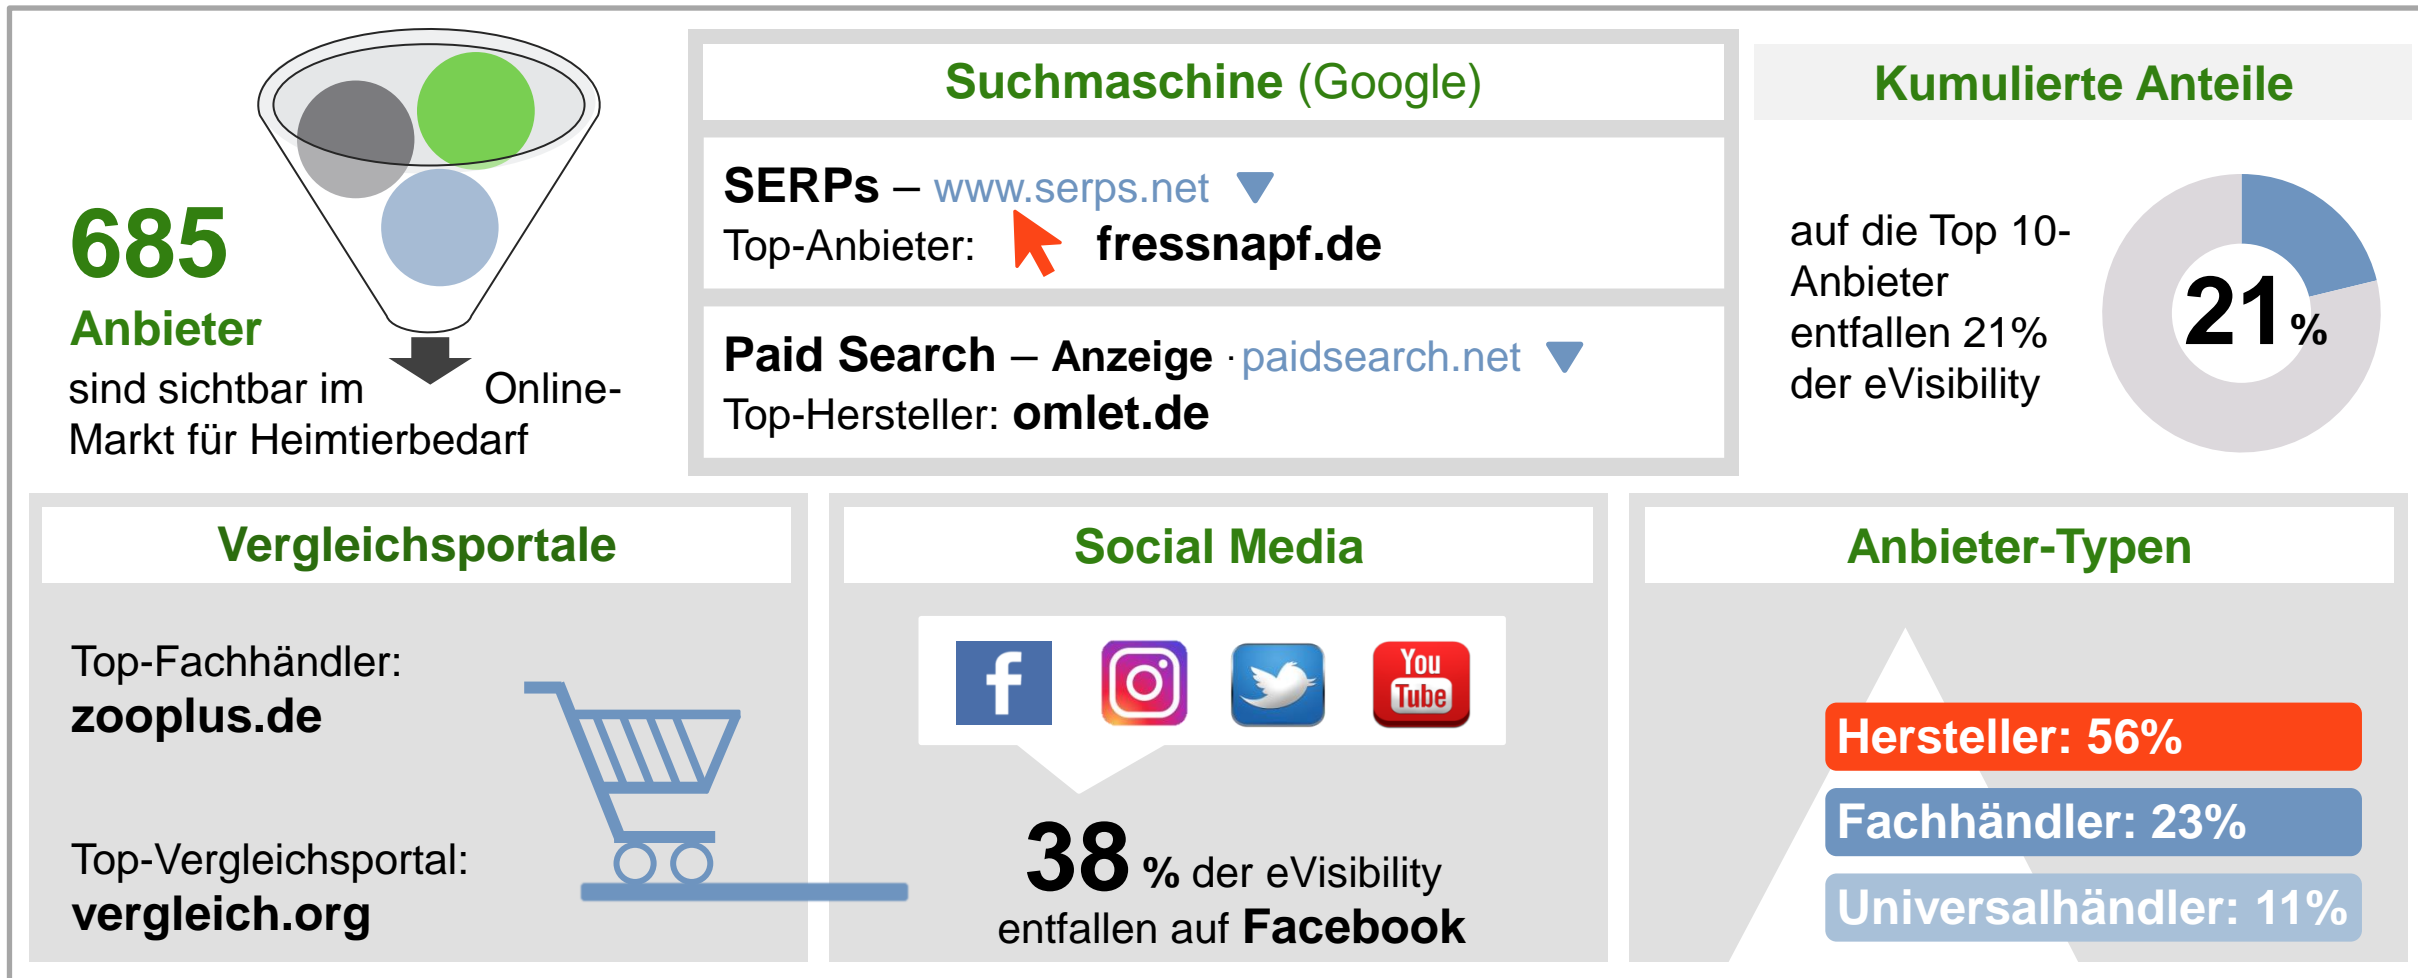 685
Anbieter
sind sichtbar im Online-
Markt für Heimtierbedarf
Suchmaschine (Google)
SERPs – www.serps.net
Top-Anbieter: fressnapf.de
Paid Search – Anzeige · paidsearch.net
Top-Hersteller: omlet.de
Kumulierte Anteile
auf die Top 10-
Anbieter
entfallen 21%
der eVisibility
21%
Vergleichsportale
Top-Fachhändler:
zooplus.de
Top-Vergleichsportal:
vergleich.org
Social Media
f
You
Tube
38 % der eVisibility
entfallen auf Facebook
Anbieter-Typen
Hersteller: 56%
Fachhändler: 23%
Universalhändler: 11%